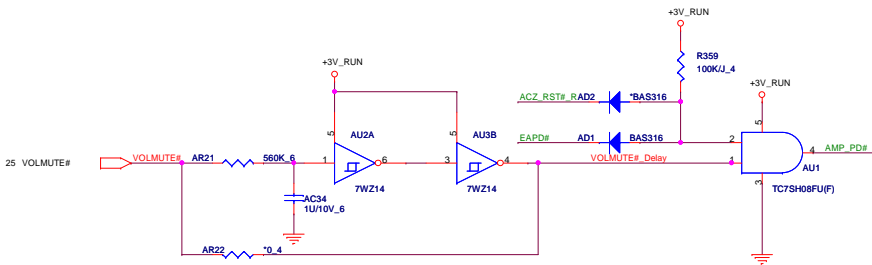 +3V_RUN
R359
100K/J_4
+3V_RUN
+3V_RUN
ACZ_RST#_R AD2 *BAS316
AU2A AU3B
5 5 5
EAPD# AD1 BAS316 2
4 AMP_PD#
25 VOLMUTE# VOLMUTE# AR21 560K_6 1 6 3 4 VOLMUTE#_Delay 1
AU1
7WZ14 7WZ14
3
TC7SH08FU(F)
AC34
1U/10V_6
AR22 *0_4